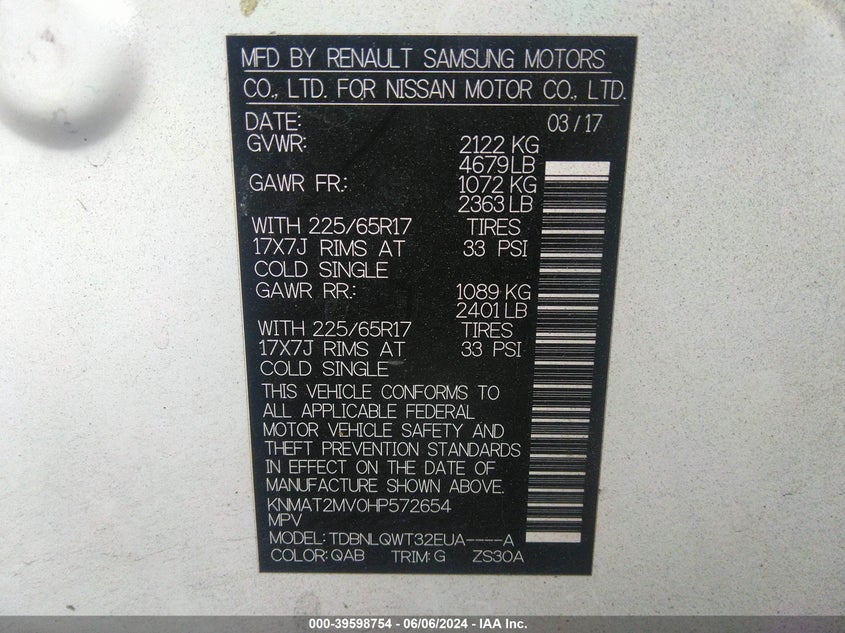 MFD BY RENAULT SAMSUNG MOTORS
CO., LTD. FOR NISSAN MOTOR CO., LTD.
DATE: 03/17
GVWR: 2122 KG
4679 LB
GAWR FR.: 1072 KG
2363 LB
WITH 225/65R17 TIRES
17X7J RIMS AT 33 PSI
COLD SINGLE
GAWR RR.: 1089 KG
2401 LB
WITH 225/65R17 TIRES
17X7J RIMS AT 33 PSI
COLD SINGLE
THIS VEHICLE CONFORMS TO
ALL APPLICABLE FEDERAL
MOTOR VEHICLE SAFETY AND
THEFT PREVENTION STANDARDS
IN EFFECT ON THE DATE OF
MANUFACTURE SHOWN ABOVE.
KNMAT2MV0HP572654
MPV
MODEL: TDBNLQWT32EUA----A
COLOR: QAB TRIM: G ZS30A
000-39598754 - 06/06/2024 - IAA Inc.